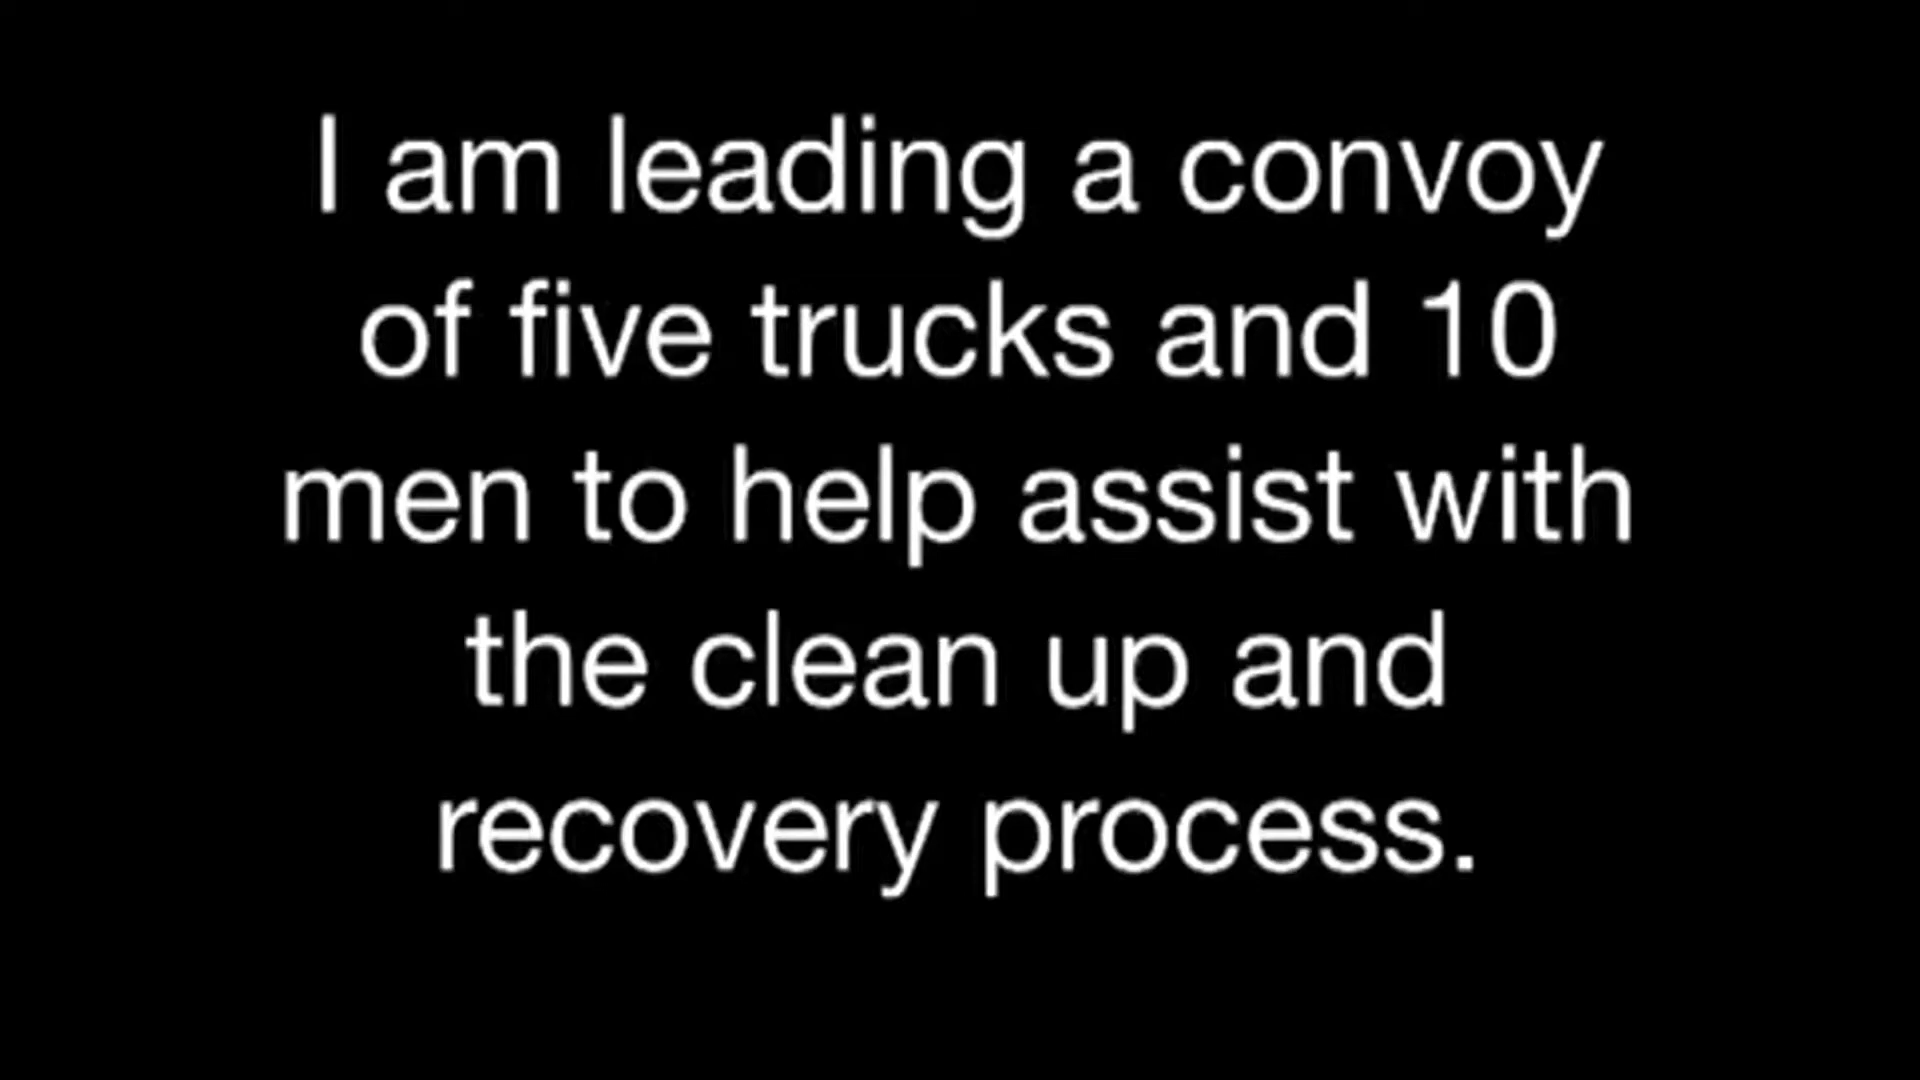 I am leading a convoy
of five trucks and 10
men to help assist with
the clean up and
recovery process.